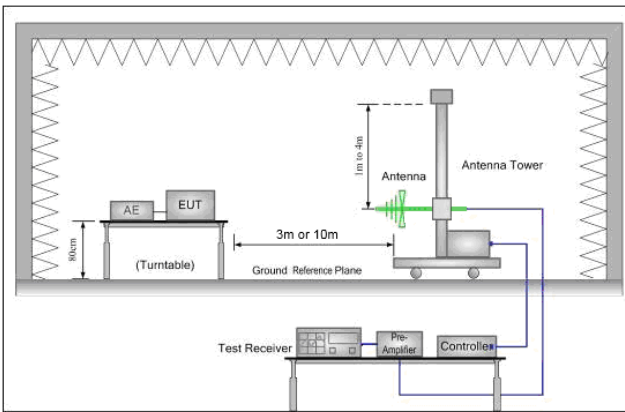 1m to 4m
Antenna
Antenna Tower
AE
EUT
80cm
3m or 10m
(Turntable)
Ground Reference Plane
Test Receiver
Pre-
Amplifier
Controller